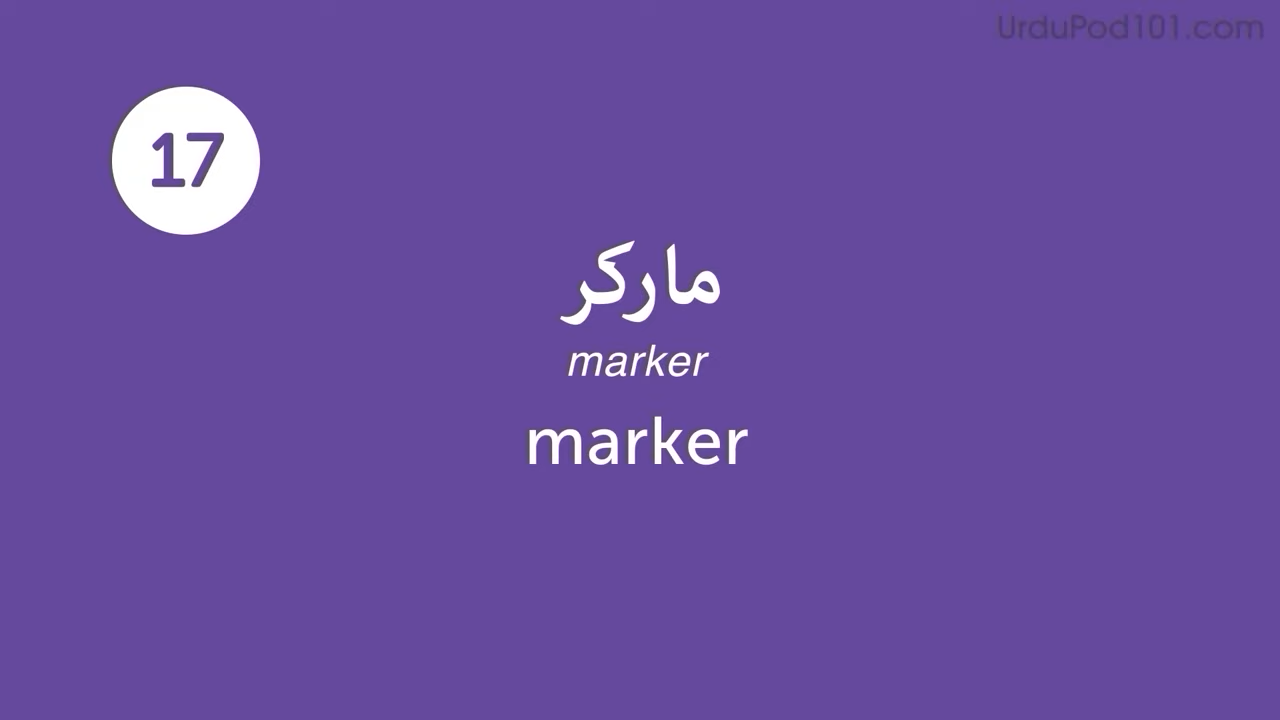 UrduPod101.com
17
مارکر
marker
marker